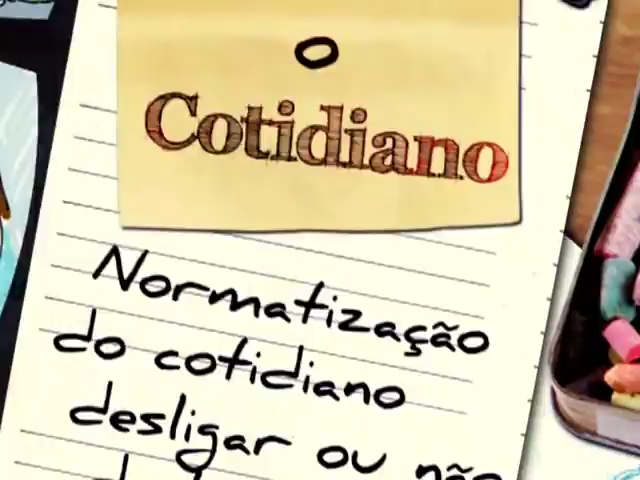 o
Cotidiano
Normatização
do cotidiano
desligar ou não